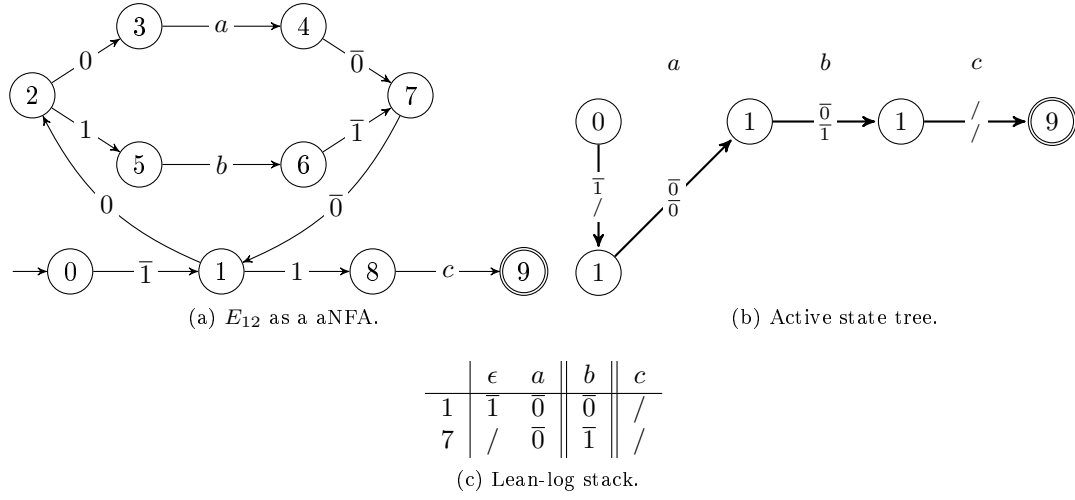 3 a 4
0 0̅
2 7
1 1̅
5 b 6
0 0̅
0 1̅ 1 1 8 c 9
(a) E₁₂ as a aNFA.
a b c
0 1 0̅ 1 / 9
1̅ /
1̅ 0̅
/ 0̅
1
(b) Active state tree.
ϵ a b c
1 1̅ 0̅ 0̅ /
7 / 0̅ 1̅ /
(c) Lean-log stack.